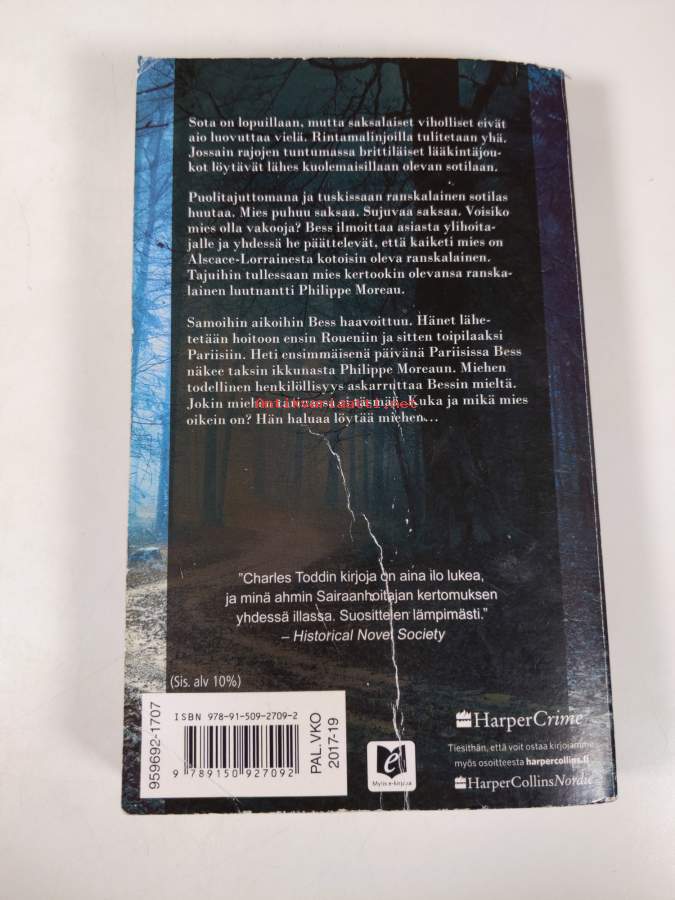 Sota on lopuillaan, mutta saksalaiset viholliset eivät
aio luovuttaa vielä. Rintamalinjoilla tulitetaan yhä.
Jossain rajojen tuntumassa brittiläiset lääkintäjou-
kot löytävät lähes kuolemaisillaan olevan sotilaan.
Puolitajuttomana ja tuskissaan ranskalainen sotilas
huutaa. Mies puhuu saksaa. Sujuvaa saksaa. Voisiko
mies olla vakooja? Bess ilmoittaa asiasta ylihoita-
jalle ja yhdessä he päättelevät, että kaiketi mies on
Alscace-Lorrainesta kotoisin oleva ranskalainen.
Tajuihin tullessaan mies kertookin olevansa ranska-
lainen luutnantti Philippe Moreau.
Samoihin aikoihin Bess haavoittuu. Hänet lähe-
tetään hoitoon ensin Roueniin ja sitten toipilaaksi
Pariisiin. Heti ensimmäisenä päivänä Pariisissa Bess
näkee taksin ikkunasta Philippe Moreaun. Miehen
todellinen henkilöllisyys askarruttaa Bessin mieltä.
Jokin miehen tarinassa ei täsmää. Kuka ja mikä mies
oikein on? Hän haluaa löytää miehen...
"Charles Toddin kirjoja on aina ilo lukea,
ja minä ahmin Sairaanhoitajan kertomuksen
yhdessä illassa. Suosittelen lämpimästi."
– Historical Novel Society
(Sis. alv 10%)
959692-1707
ISBN 978-91-509-2709-2
9 789150 927092
PAL.VKO
2017-19
é
Myös e-kirjana
HarperCrime
Tiesithän, että voit ostaa kirjojamme
myös osoitteesta harpercollins.fi
HarperCollinsNordic